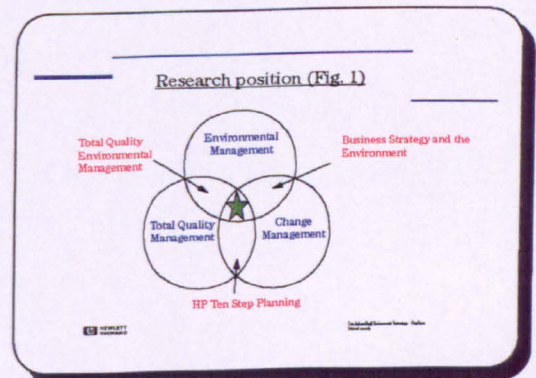 Research position (Fig. 1)
Total Quality
Environmental
Management
Environmental
Management
Business Strategy and the
Environment
Total Quality
Management
Change
Management
HP Ten Step Planning
hp HEWLETT
PACKARD